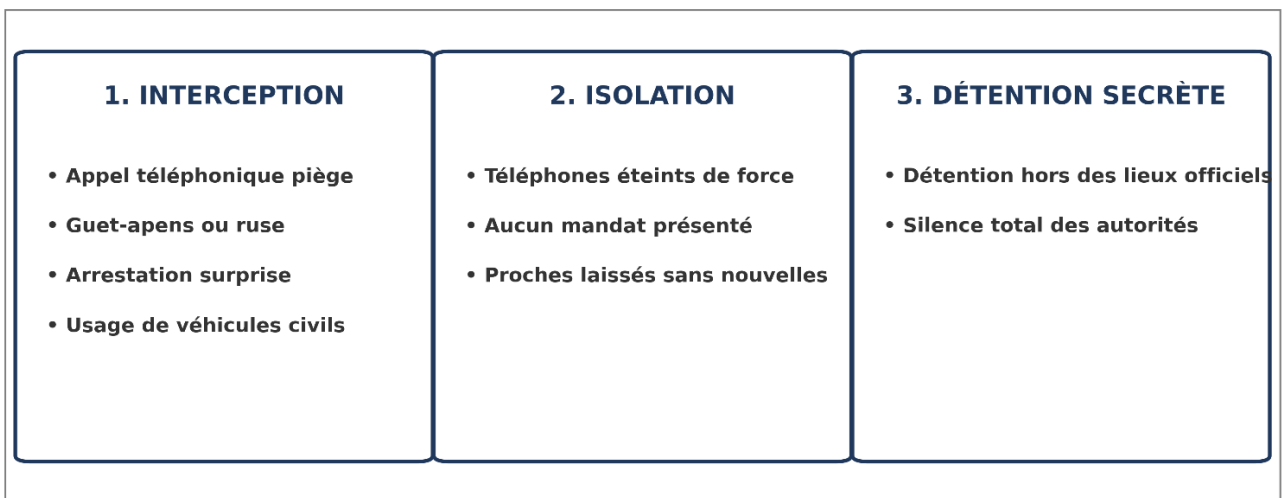 1. INTERCEPTION
• Appel téléphonique piège
• Guet-apens ou ruse
• Arrestation surprise
• Usage de véhicules civils
2. ISOLATION
• Téléphones éteints de force
• Aucun mandat présenté
• Proches laissés sans nouvelles
3. DÉTENTION SECRÈTE
• Détention hors des lieux officiels
• Silence total des autorités